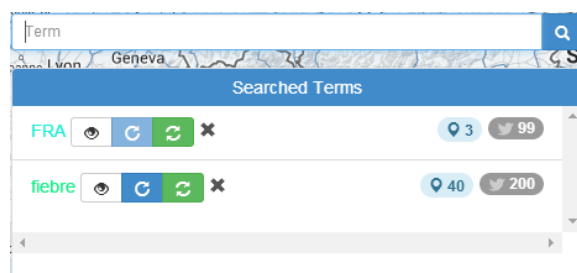 Term
Lyon Geneva
Searched Terms
FRA 3 99
fiebre 40 200